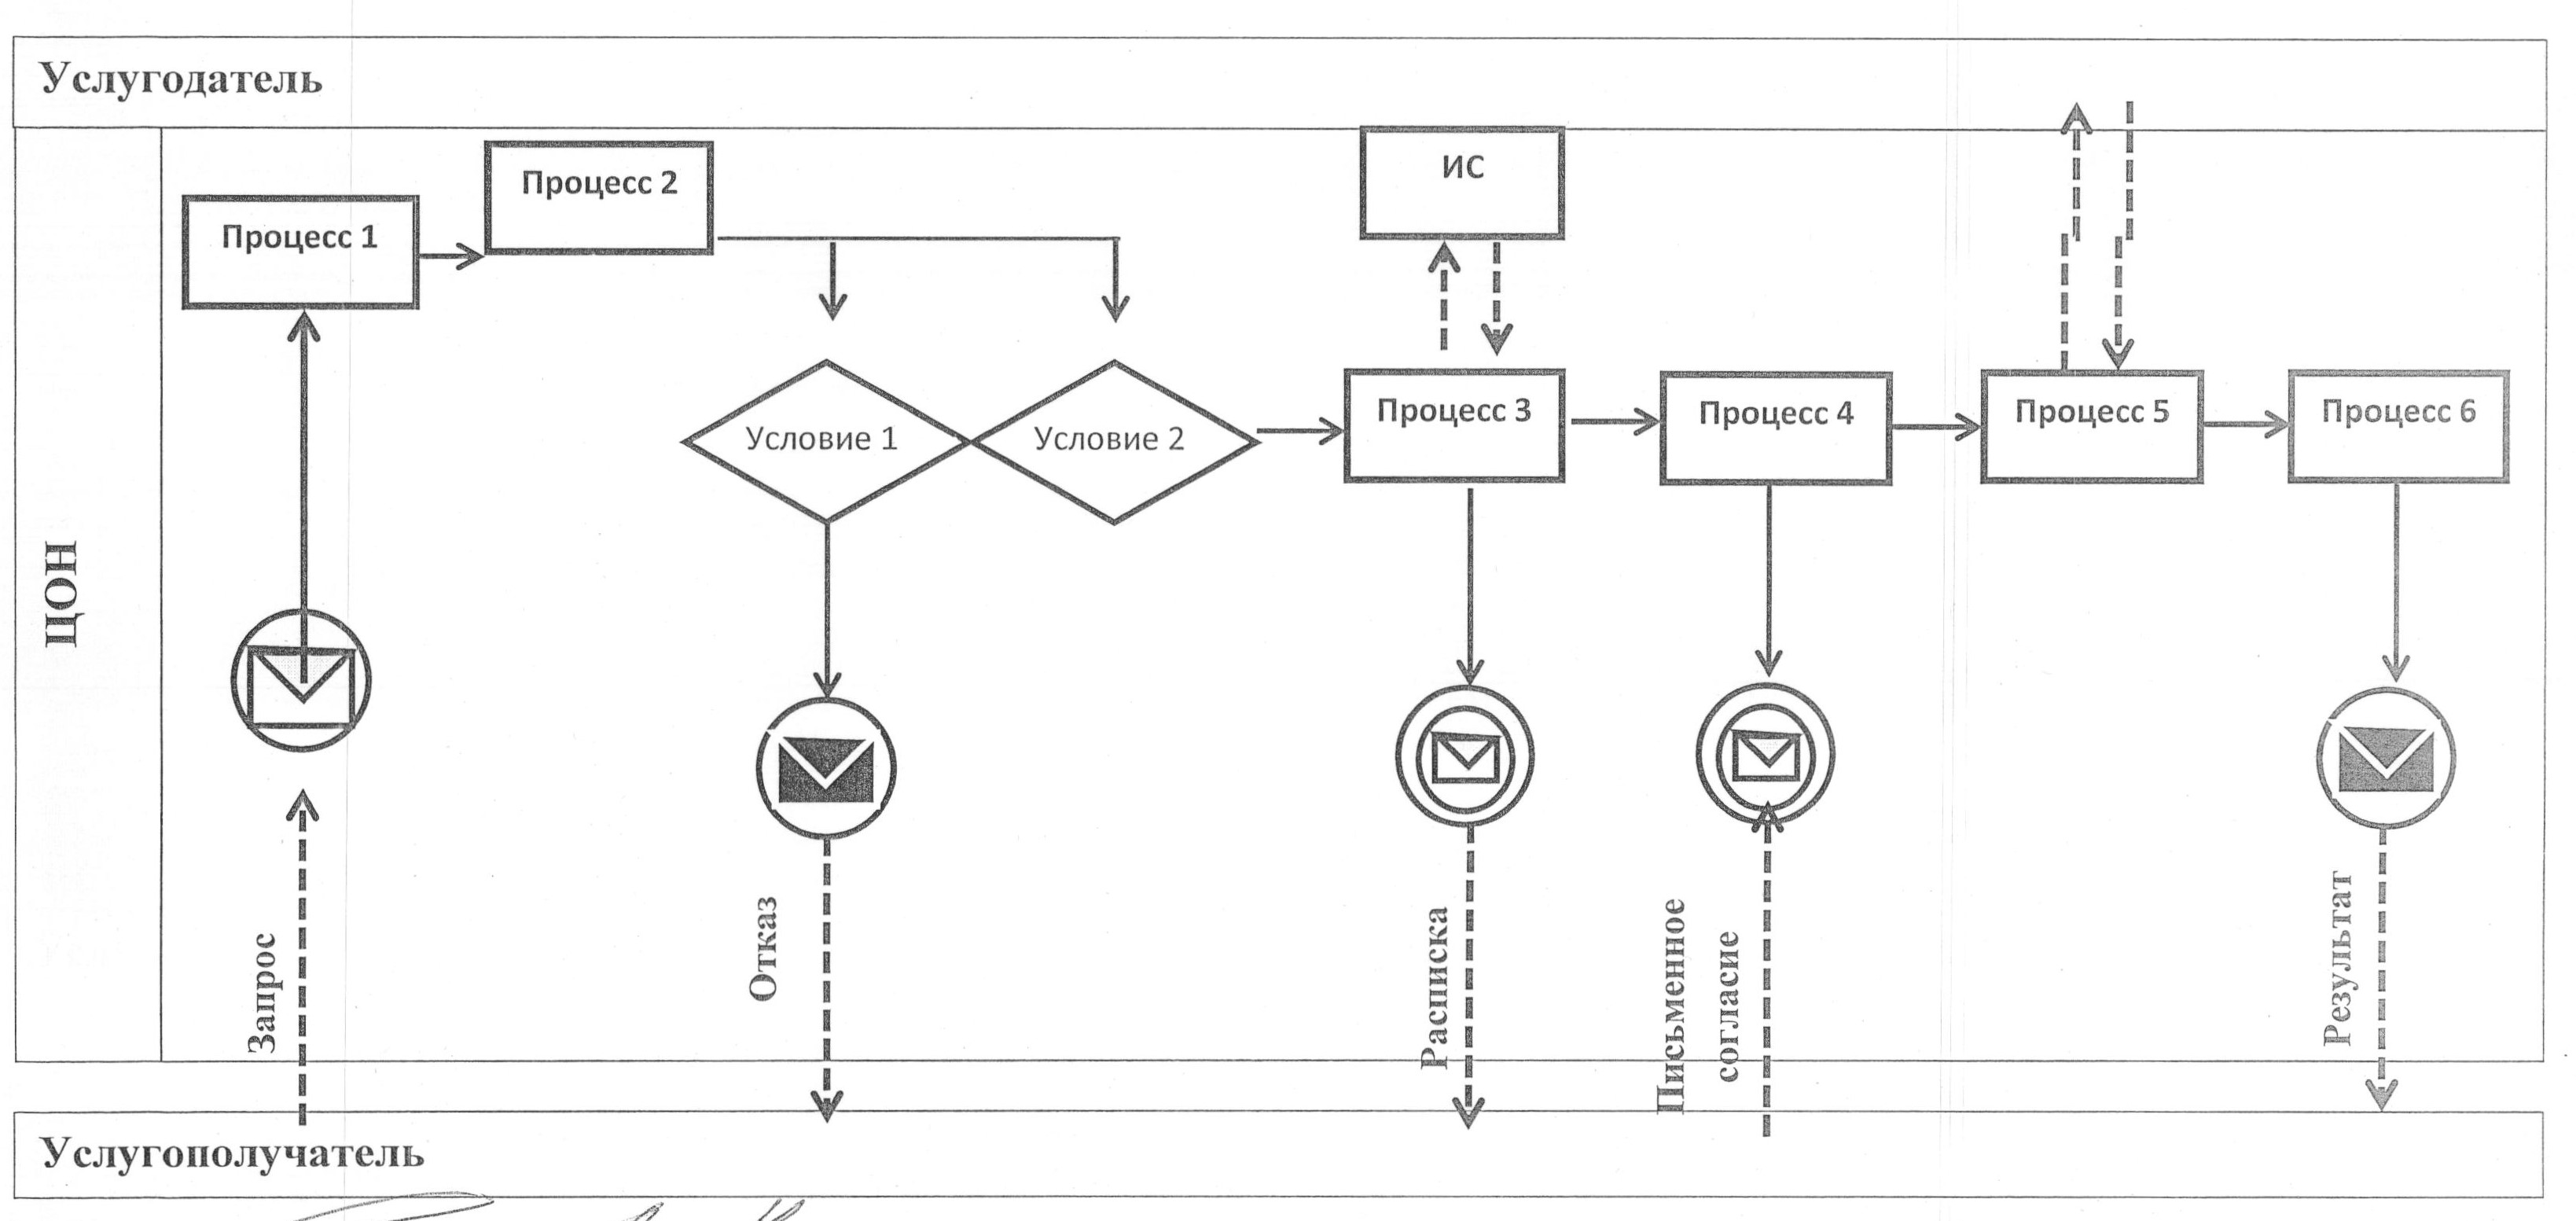 Услугодатель
ЦОН
Процесс 1
Процесс 2
ИС
Условие 1
Условие 2
Процесс 3
Процесс 4
Процесс 5
Процесс 6
Запрос
Отказ
Расписка
Письменное
согласие
Результат
Услугополучатель